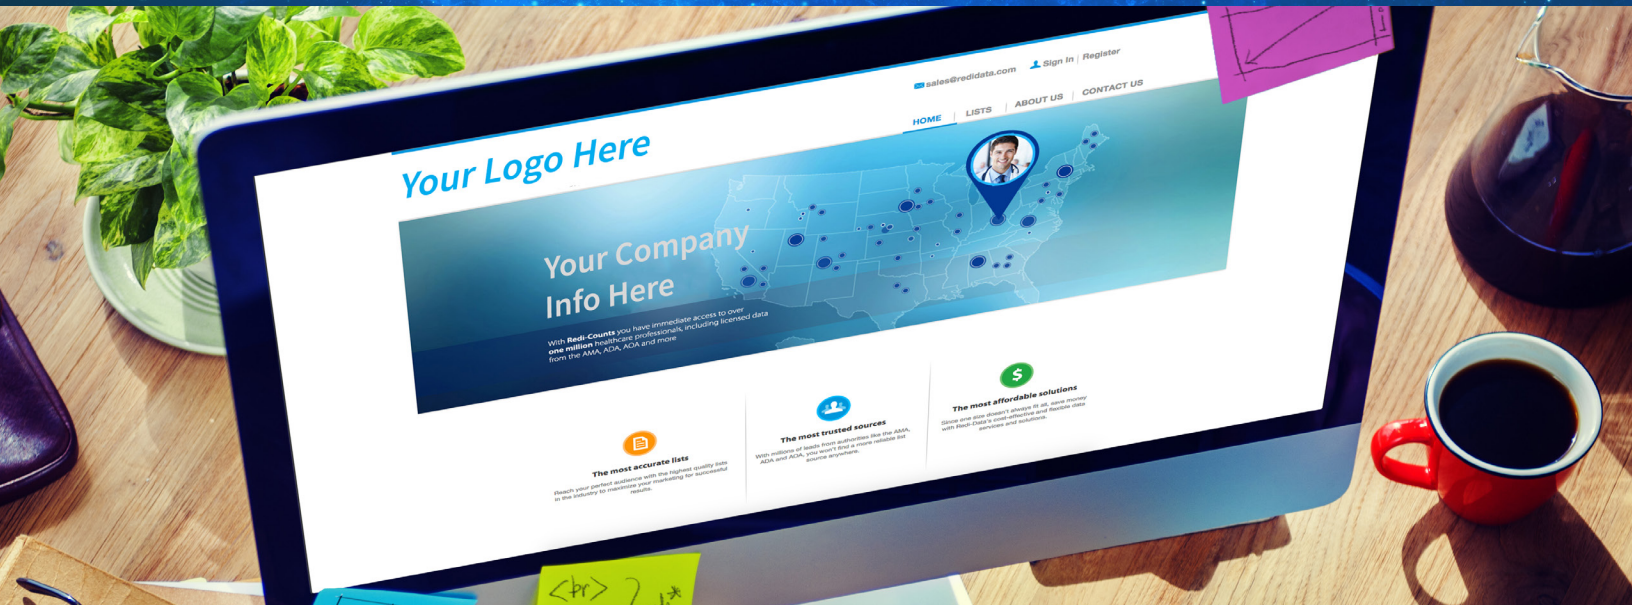 sales@redidata.com
Sign In | Register
Your Logo Here
HOME | LISTS | ABOUT US | CONTACT US
Your Company
Info Here
With Redi-Counts you have immediate access to over
one million healthcare professionals, including licensed data
from the AMA, ADA, AOA and more
The most accurate lists
Reach your perfect audience with the highest quality lists
in the industry to maximize your marketing for successful
results.
The most trusted sources
With millions of leads from authorities like the AMA,
ADA and AOA, you won't find a more reliable list
source anywhere.
$
The most affordable solutions
Since one size doesn't always fit all, save money
with Redi-Data's cost-effective and flexible data
services and solutions.
<br>